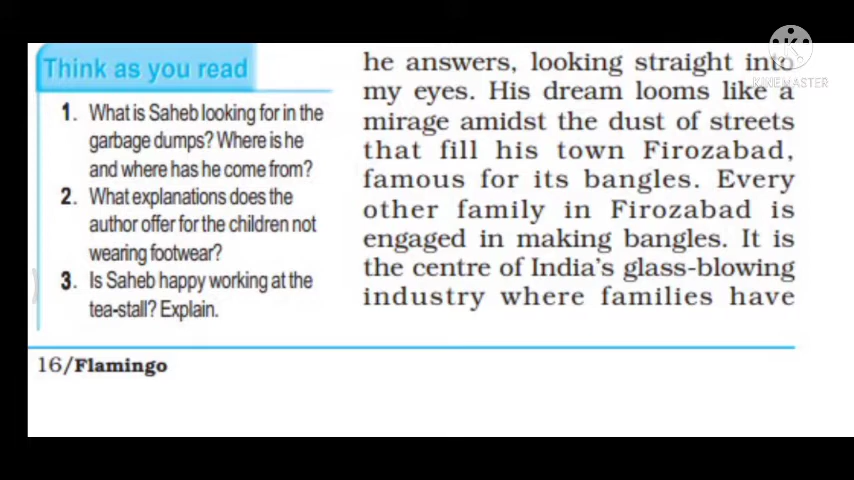 Think as you read
1. What is Saheb looking for in the
garbage dumps? Where is he
and where has he come from?
2. What explanations does the
author offer for the children not
wearing footwear?
3. Is Saheb happy working at the
tea-stall? Explain.
he answers, looking straight into
my eyes. His dream looms like a
mirage amidst the dust of streets
that fill his town Firozabad,
famous for its bangles. Every
other family in Firozabad is
engaged in making bangles. It is
the centre of India's glass-blowing
industry where families have
16/Flamingo
KINEMASTER